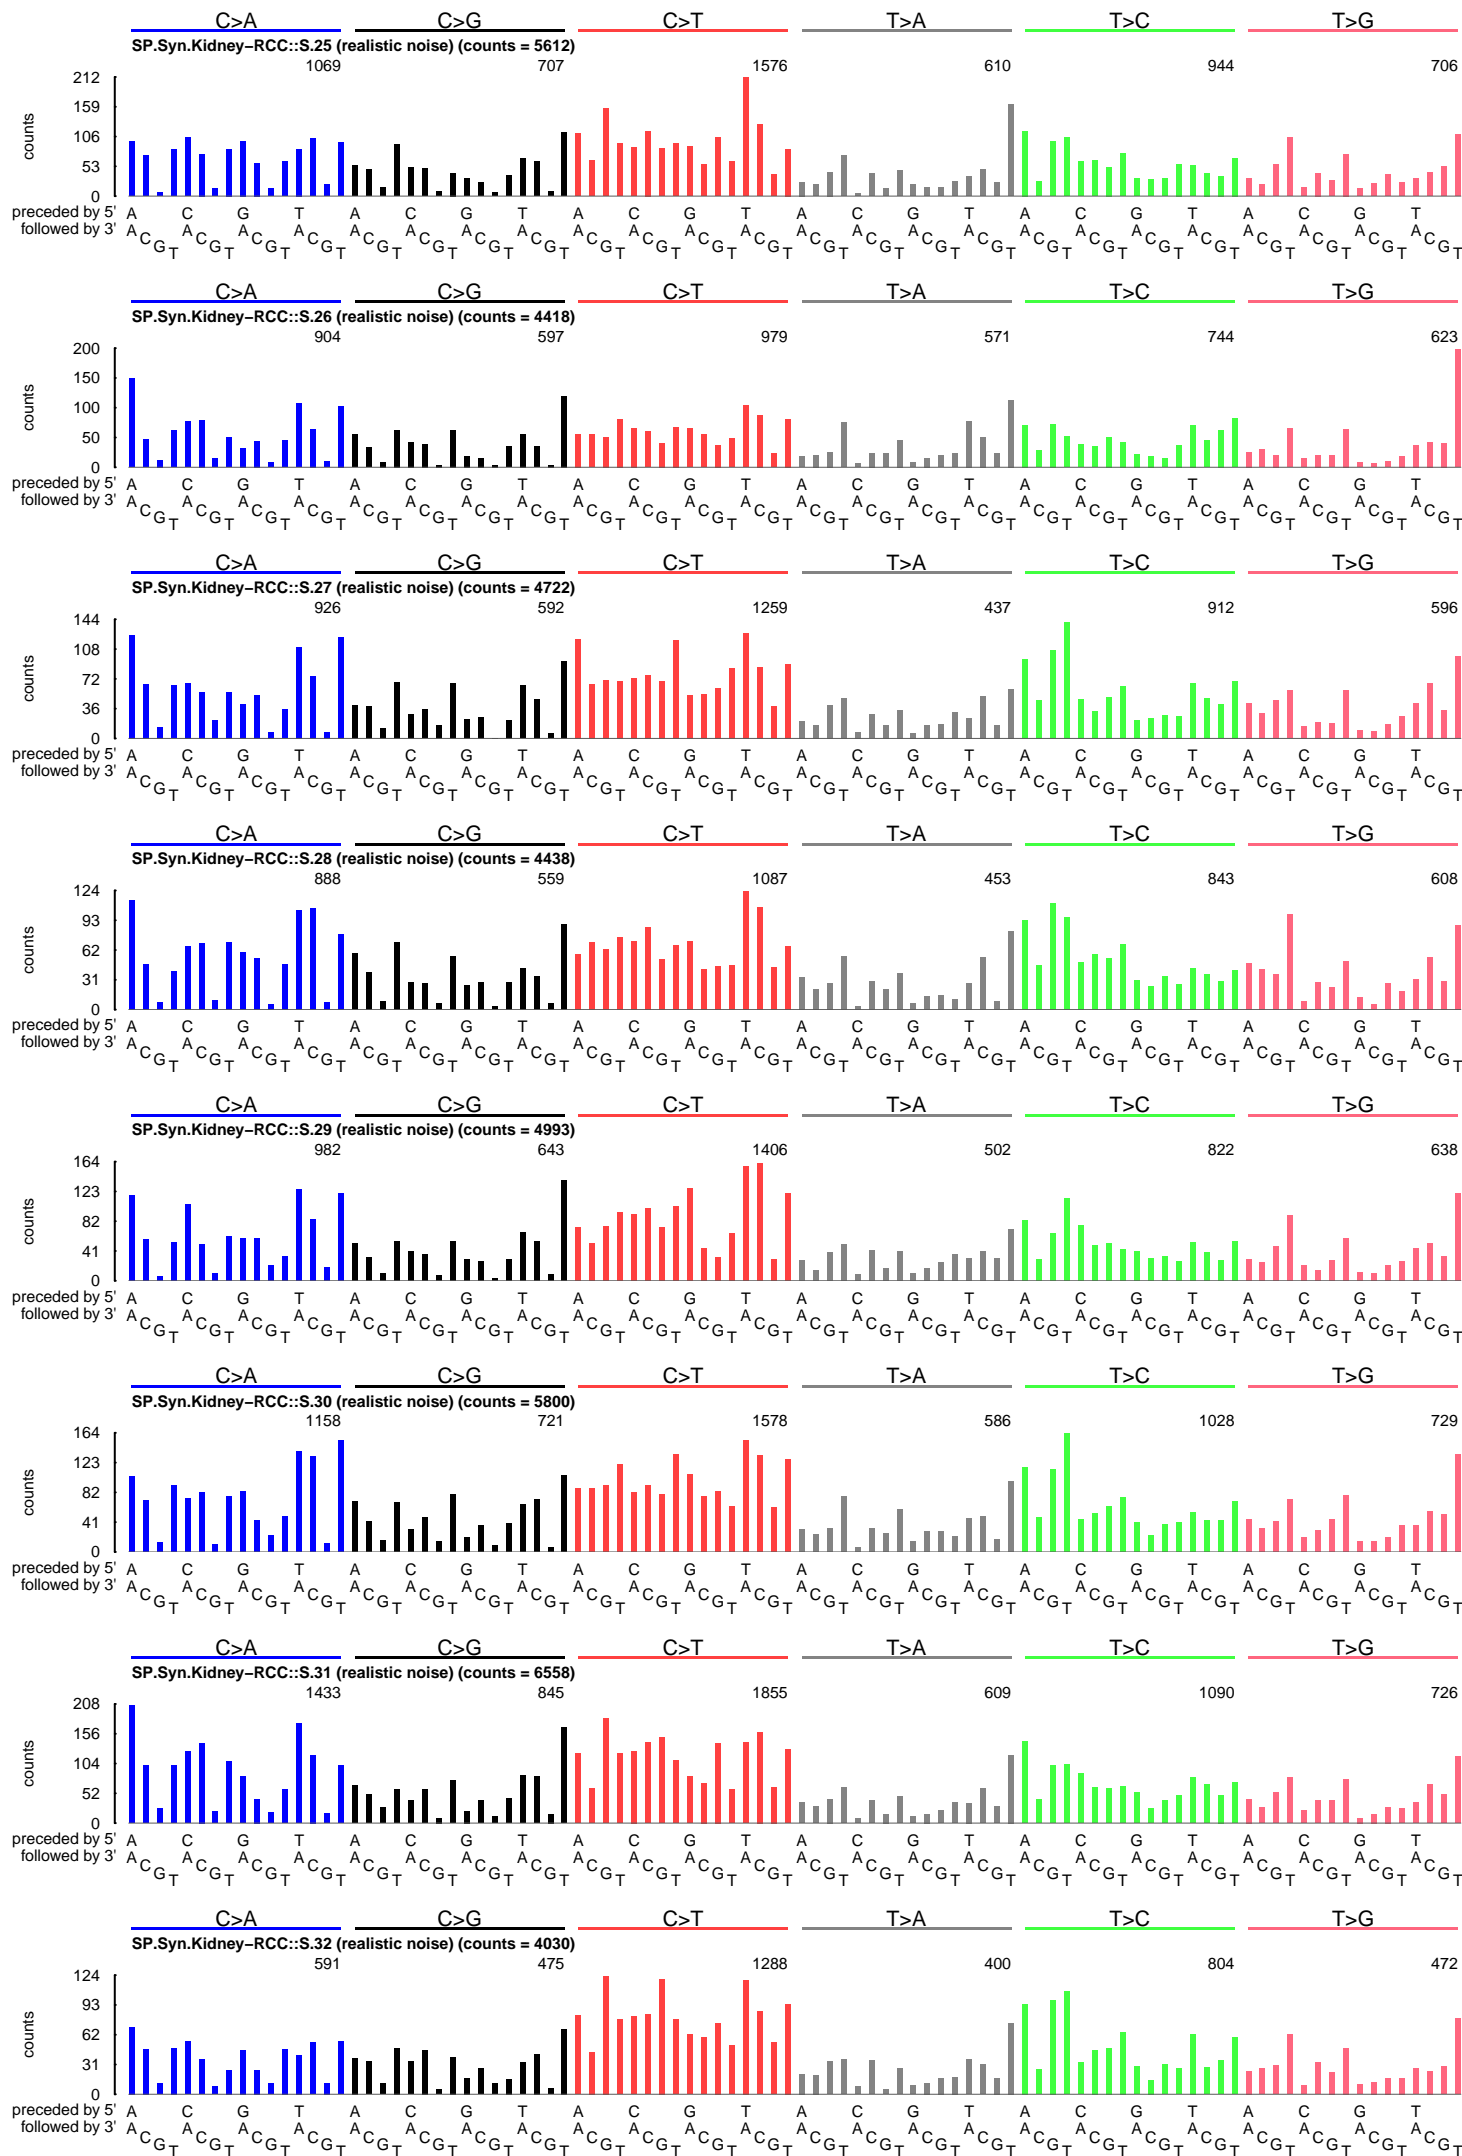 C>A C>G C>T T>A T>C T>G
SP.Syn.Kidney−RCC::S.25 (realistic noise) (counts = 5612)
1069 707 1576 610 944 706
212
159
106
53
0
counts
preceded by 5' A C G T A C G T A C G T A C G T A C G T A C G T
followed by 3' A C G T A C G T A C G T A C G T A C G T A C G T A C G T A C G T A C G T A C G T A C G T A C G T A C G T A C G T A C G T A C G T A C G T A C G T A C G T A C G T A C G T A C G T A C G T A C G T
C>A C>G C>T T>A T>C T>G
SP.Syn.Kidney−RCC::S.26 (realistic noise) (counts = 4418)
904 597 979 571 744 623
200
150
100
50
0
counts
preceded by 5' A C G T A C G T A C G T A C G T A C G T A C G T
followed by 3' A C G T A C G T A C G T A C G T A C G T A C G T A C G T A C G T A C G T A C G T A C G T A C G T A C G T A C G T A C G T A C G T A C G T A C G T A C G T A C G T A C G T A C G T A C G T A C G T
C>A C>G C>T T>A T>C T>G
SP.Syn.Kidney−RCC::S.27 (realistic noise) (counts = 4722)
926 592 1259 437 912 596
144
108
72
36
0
counts
preceded by 5' A C G T A C G T A C G T A C G T A C G T A C G T
followed by 3' A C G T A C G T A C G T A C G T A C G T A C G T A C G T A C G T A C G T A C G T A C G T A C G T A C G T A C G T A C G T A C G T A C G T A C G T A C G T A C G T A C G T A C G T A C G T A C G T
C>A C>G C>T T>A T>C T>G
SP.Syn.Kidney−RCC::S.28 (realistic noise) (counts = 4438)
888 559 1087 453 843 608
124
93
62
31
0
counts
preceded by 5' A C G T A C G T A C G T A C G T A C G T A C G T
followed by 3' A C G T A C G T A C G T A C G T A C G T A C G T A C G T A C G T A C G T A C G T A C G T A C G T A C G T A C G T A C G T A C G T A C G T A C G T A C G T A C G T A C G T A C G T A C G T A C G T
C>A C>G C>T T>A T>C T>G
SP.Syn.Kidney−RCC::S.29 (realistic noise) (counts = 4993)
982 643 1406 502 822 638
164
123
82
41
0
counts
preceded by 5' A C G T A C G T A C G T A C G T A C G T A C G T
followed by 3' A C G T A C G T A C G T A C G T A C G T A C G T A C G T A C G T A C G T A C G T A C G T A C G T A C G T A C G T A C G T A C G T A C G T A C G T A C G T A C G T A C G T A C G T A C G T A C G T
C>A C>G C>T T>A T>C T>G
SP.Syn.Kidney−RCC::S.30 (realistic noise) (counts = 5800)
1158 721 1578 586 1028 729
164
123
82
41
0
counts
preceded by 5' A C G T A C G T A C G T A C G T A C G T A C G T
followed by 3' A C G T A C G T A C G T A C G T A C G T A C G T A C G T A C G T A C G T A C G T A C G T A C G T A C G T A C G T A C G T A C G T A C G T A C G T A C G T A C G T A C G T A C G T A C G T A C G T
C>A C>G C>T T>A T>C T>G
SP.Syn.Kidney−RCC::S.31 (realistic noise) (counts = 6558)
1433 845 1855 609 1090 726
208
156
104
52
0
counts
preceded by 5' A C G T A C G T A C G T A C G T A C G T A C G T
followed by 3' A C G T A C G T A C G T A C G T A C G T A C G T A C G T A C G T A C G T A C G T A C G T A C G T A C G T A C G T A C G T A C G T A C G T A C G T A C G T A C G T A C G T A C G T A C G T A C G T
C>A C>G C>T T>A T>C T>G
SP.Syn.Kidney−RCC::S.32 (realistic noise) (counts = 4030)
591 475 1288 400 804 472
124
93
62
31
0
counts
preceded by 5' A C G T A C G T A C G T A C G T A C G T A C G T
followed by 3' A C G T A C G T A C G T A C G T A C G T A C G T A C G T A C G T A C G T A C G T A C G T A C G T A C G T A C G T A C G T A C G T A C G T A C G T A C G T A C G T A C G T A C G T A C G T A C G T